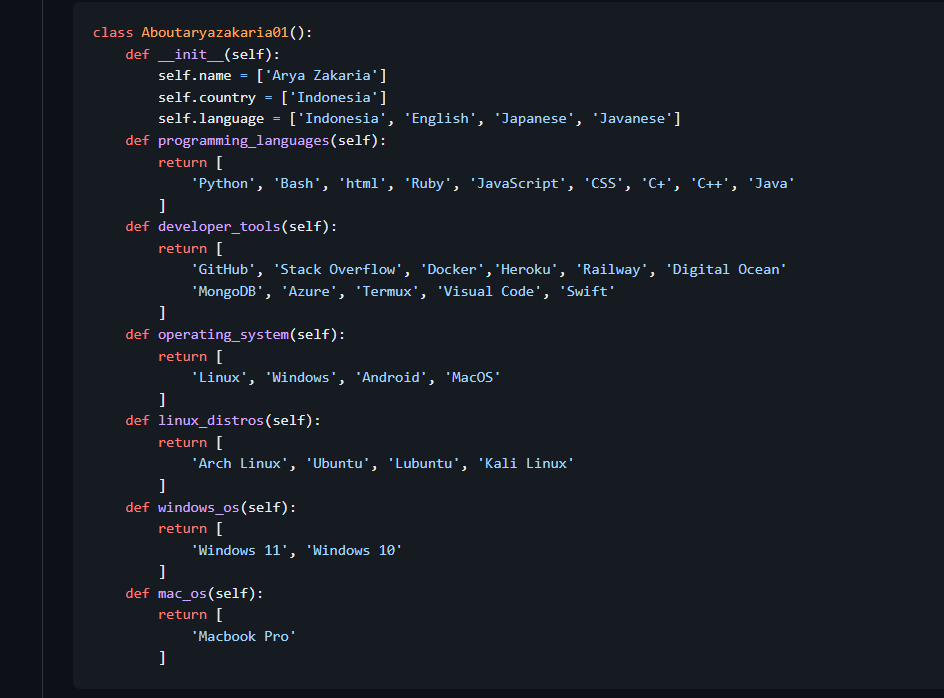 class Aboutaryazakaria01():
    def __init__(self):
        self.name = ['Arya Zakaria']
        self.country = ['Indonesia']
        self.language = ['Indonesia', 'English', 'Japanese', 'Javanese']
    def programming_languages(self):
        return [
            'Python', 'Bash', 'html', 'Ruby', 'JavaScript', 'CSS', 'C+', 'C++', 'Java'
        ]
    def developer_tools(self):
        return [
            'GitHub', 'Stack Overflow', 'Docker','Heroku', 'Railway', 'Digital Ocean'
            'MongoDB', 'Azure', 'Termux', 'Visual Code', 'Swift'
        ]
    def operating_system(self):
        return [
            'Linux', 'Windows', 'Android', 'MacOS'
        ]
    def linux_distros(self):
        return [
            'Arch Linux', 'Ubuntu', 'Lubuntu', 'Kali Linux'
        ]
    def windows_os(self):
        return [
            'Windows 11', 'Windows 10'
        ]
    def mac_os(self):
        return [
            'Macbook Pro'
        ]